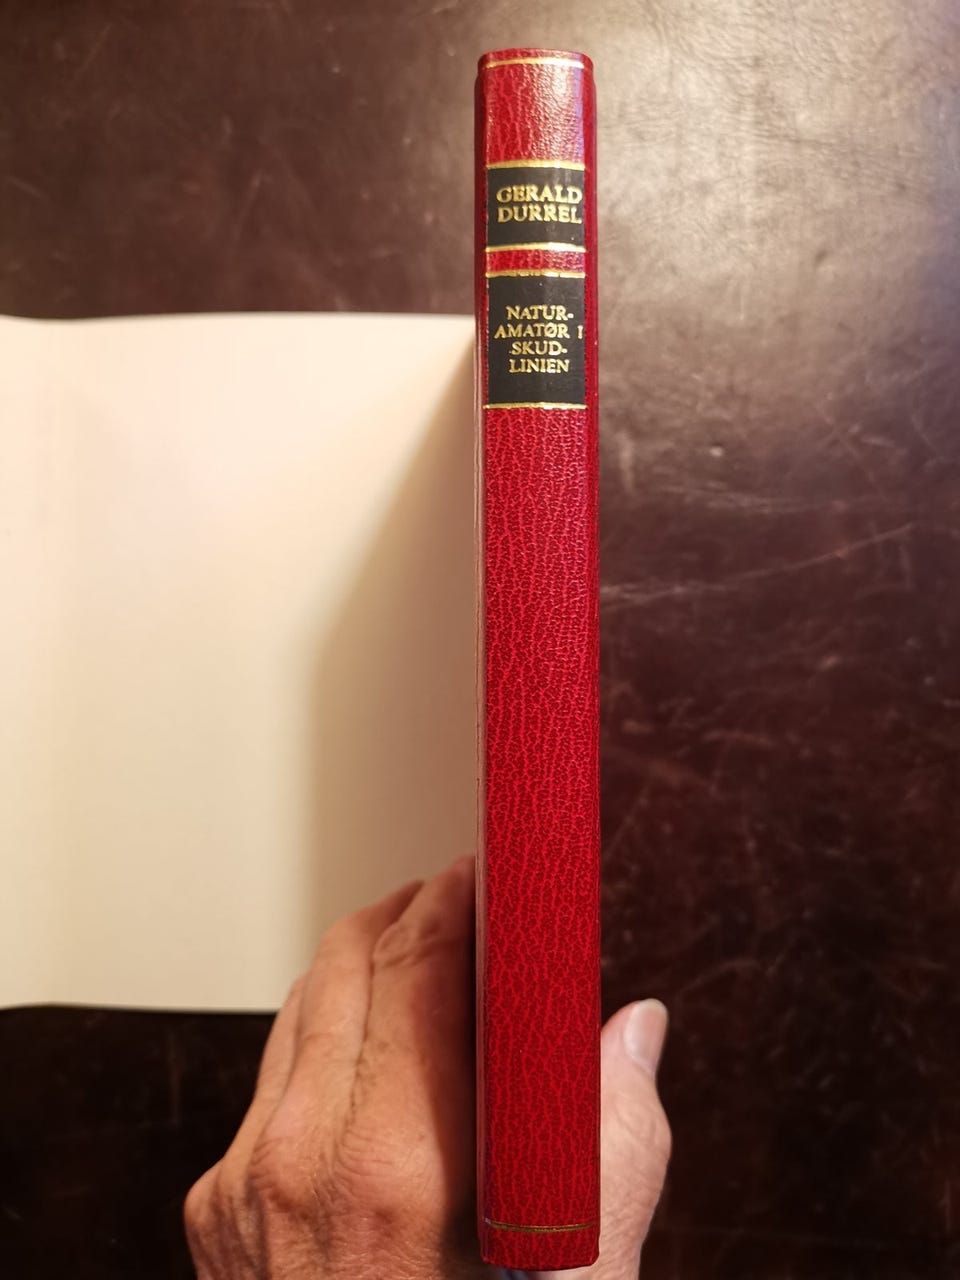 GERALD
DURREL
NATUR-
AMATØR I
SKUD-
LINIEN